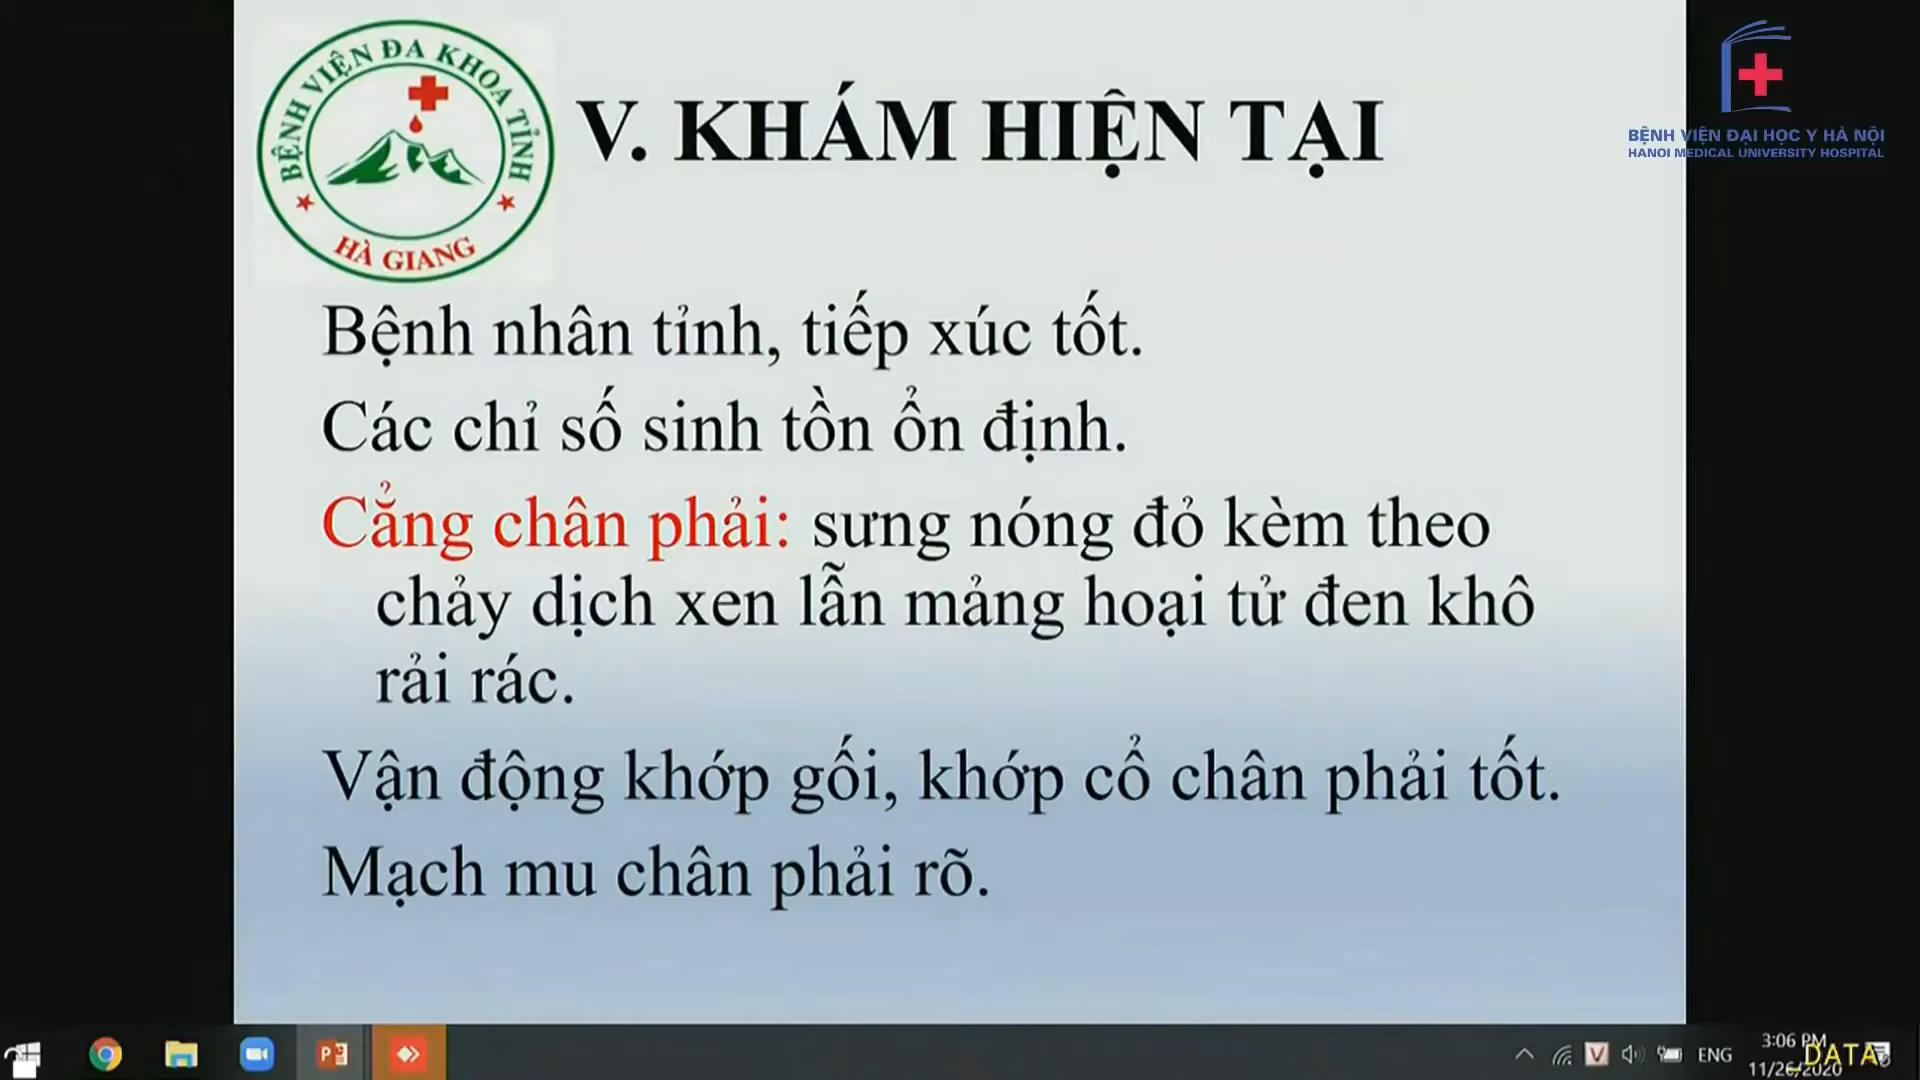 BỆNH VIỆN ĐA KHOA TỈNH
HÀ GIANG
V. KHÁM HIỆN TẠI
BỆNH VIỆN ĐẠI HỌC Y HÀ NỘI
HANOI MEDICAL UNIVERSITY HOSPITAL
Bệnh nhân tỉnh, tiếp xúc tốt.
Các chỉ số sinh tồn ổn định.
Cẳng chân phải: sưng nóng đỏ kèm theo
chảy dịch xen lẫn mảng hoại tử đen khô
rải rác.
Vận động khớp gối, khớp cổ chân phải tốt.
Mạch mu chân phải rõ.
ENG
3:06 PM
11/26/2020
_DATA